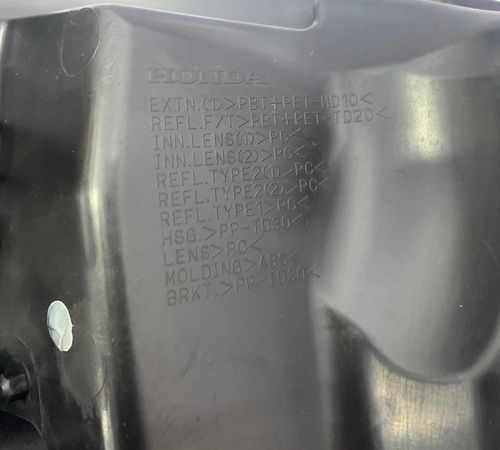 HONDA
EXTN.(1)>PBT+PET-MD10<
REFL.F/T>PBT+PET-TD20<
INN.LENS(1)>PC<
INN.LENS(2)>PC<
REFL.TYPE2(1)>PC<
REFL.TYPE2(2)>PC<
REFL.TYPE1>PC<
HSG.>PP-TD30<
LENS>PC<
MOLDING>ABS<
BRKT.>PP-TD30<